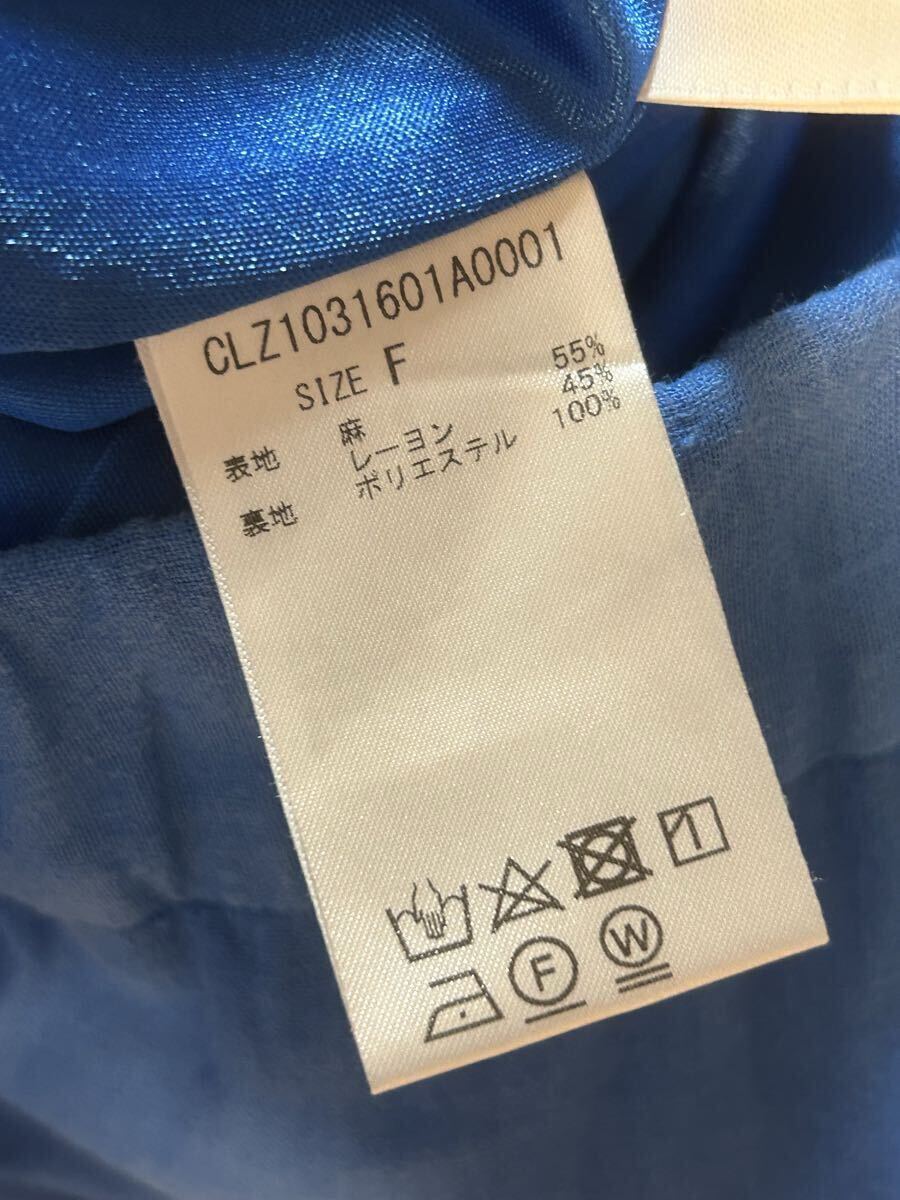 CLZ1031601A0001
SIZE F
表地 麻 55%
レーヨン 45%
裏地 ポリエステル 100%
F W